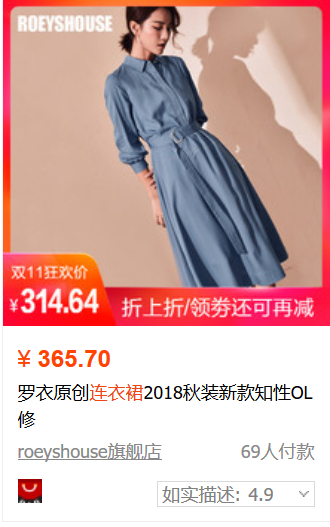 ROEYSHOUSE
双11狂欢价
¥314.64
折上折/领劵还可再减
¥ 365.70
罗衣原创连衣裙2018秋装新款知性OL
修
roeyshouse旗舰店 69人付款
如实描述: 4.9